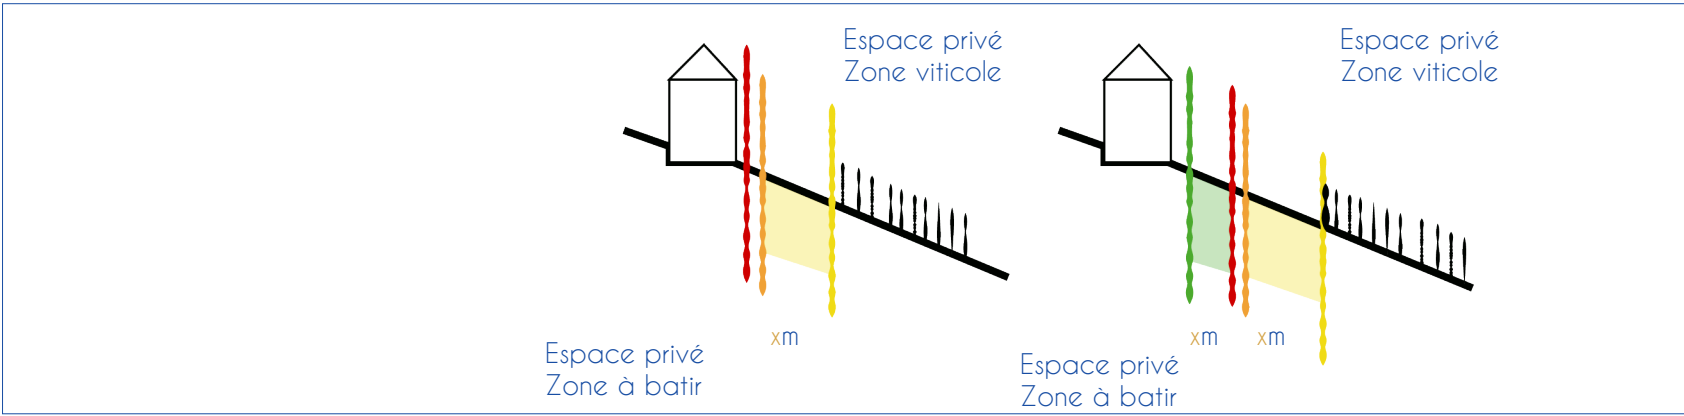 Espace privé
Zone viticole
Espace privé
Zone viticole
xm
xm
xm
Espace privé
Zone à batir
Espace privé
Zone à batir